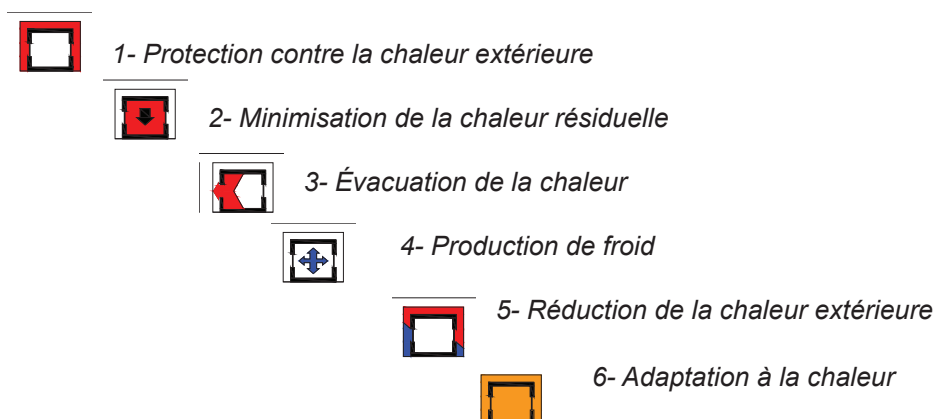 1- Protection contre la chaleur extérieure
2- Minimisation de la chaleur résiduelle
3- Évacuation de la chaleur
4- Production de froid
5- Réduction de la chaleur extérieure
6- Adaptation à la chaleur